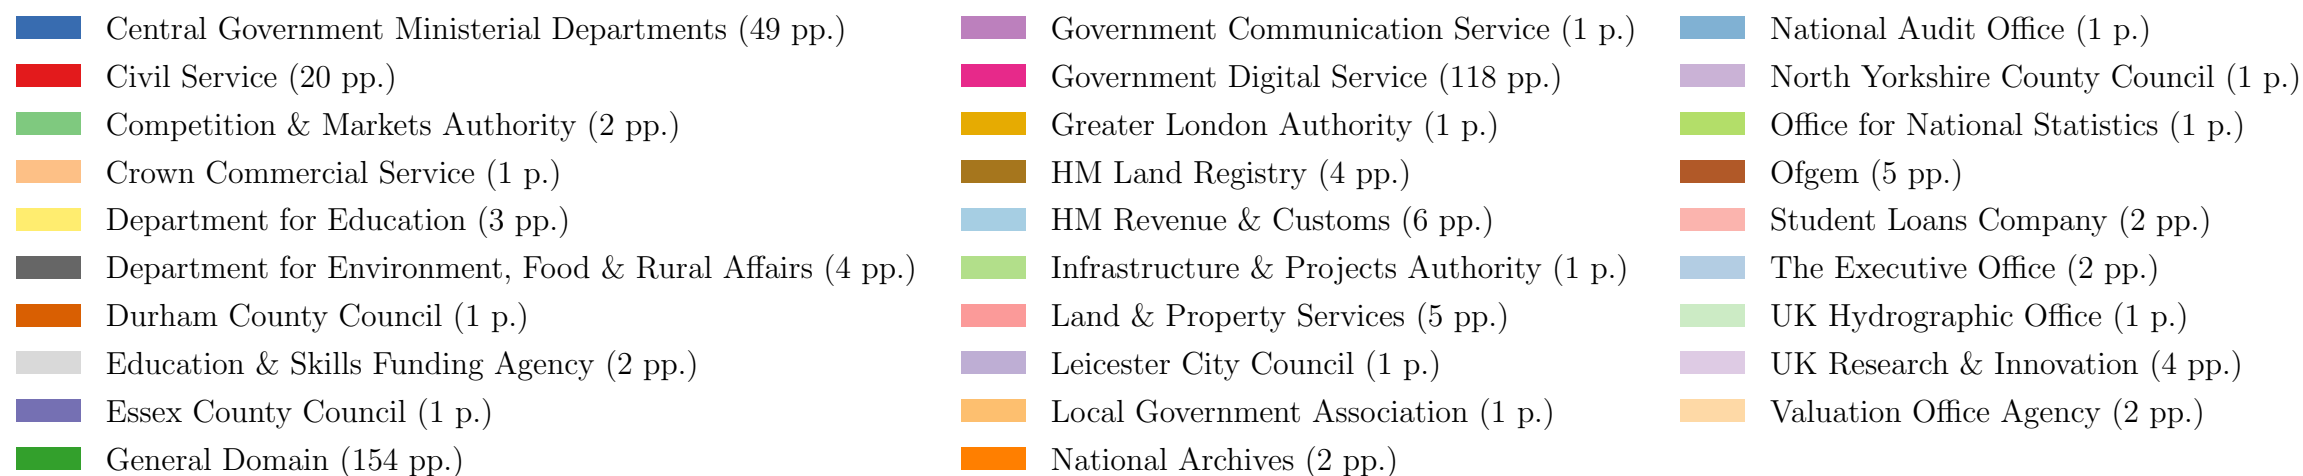 Central Government Ministerial Departments (49 pp.)
Civil Service (20 pp.)
Competition & Markets Authority (2 pp.)
Crown Commercial Service (1 p.)
Department for Education (3 pp.)
Department for Environment, Food & Rural Affairs (4 pp.)
Durham County Council (1 p.)
Education & Skills Funding Agency (2 pp.)
Essex County Council (1 p.)
General Domain (154 pp.)
Government Communication Service (1 p.)
Government Digital Service (118 pp.)
Greater London Authority (1 p.)
HM Land Registry (4 pp.)
HM Revenue & Customs (6 pp.)
Infrastructure & Projects Authority (1 p.)
Land & Property Services (5 pp.)
Leicester City Council (1 p.)
Local Government Association (1 p.)
National Archives (2 pp.)
National Audit Office (1 p.)
North Yorkshire County Council (1 p.)
Office for National Statistics (1 p.)
Ofgem (5 pp.)
Student Loans Company (2 pp.)
The Executive Office (2 pp.)
UK Hydrographic Office (1 p.)
UK Research & Innovation (4 pp.)
Valuation Office Agency (2 pp.)